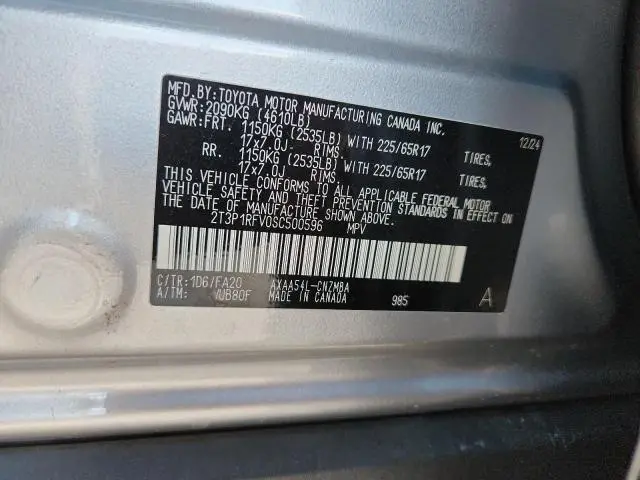 MFD. BY: TOYOTA MOTOR MANUFACTURING CANADA INC. 12/24
GVWR: 2090KG (4610LB)
GAWR: FRT. 1150KG (2535LB) WITH 225/65R17 TIRES,
17x7.0J- RIMS.
RR. 1150KG (2535LB) WITH 225/65R17 TIRES,
17x7.0J- RIMS.
THIS VEHICLE CONFORMS TO ALL APPLICABLE FEDERAL MOTOR
VEHICLE SAFETY AND THEFT PREVENTION STANDARDS IN EFFECT ON
THE DATE OF MANUFACTURE SHOWN ABOVE.
2T3P1RFV0SC500596 MPV
C/TR: 1D6/FA20 AXAA54L-CNZMBA
A/TM: /UB80F MADE IN CANADA 985 A